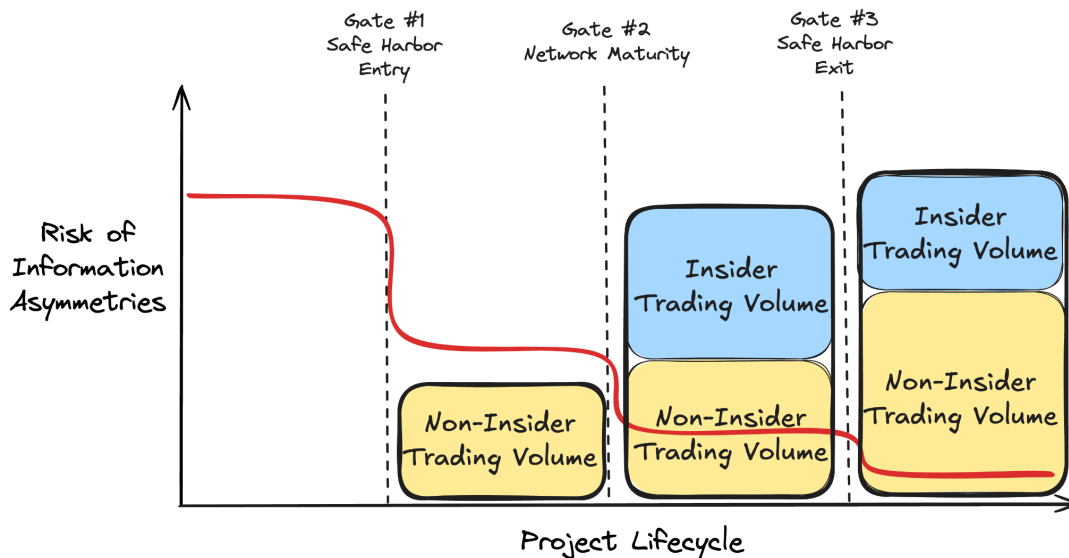 Gate #1
Safe Harbor
Entry
Gate #2
Network Maturity
Gate #3
Safe Harbor
Exit
Risk of
Information
Asymmetries
Non-Insider
Trading Volume
Insider
Trading Volume
Non-Insider
Trading Volume
Insider
Trading Volume
Non-Insider
Trading Volume
Project Lifecycle